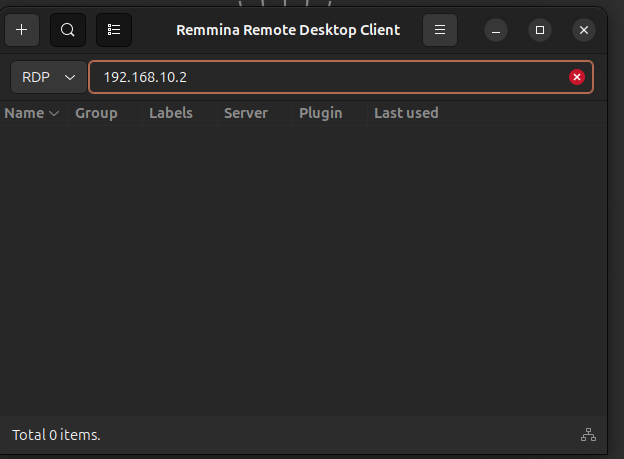 Remmina Remote Desktop Client
RDP 192.168.10.2
Name Group Labels Server Plugin Last used
Total 0 items.